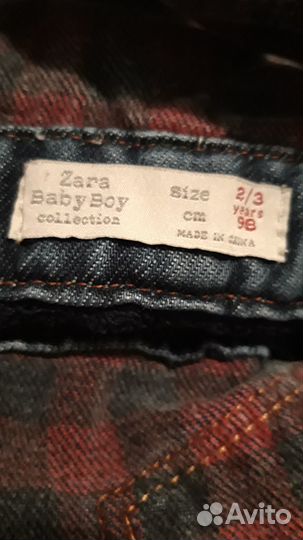 Zara
BabyBoy
collection
Size
cm
2/3
Years
98
MADE IN CHINA
Avito